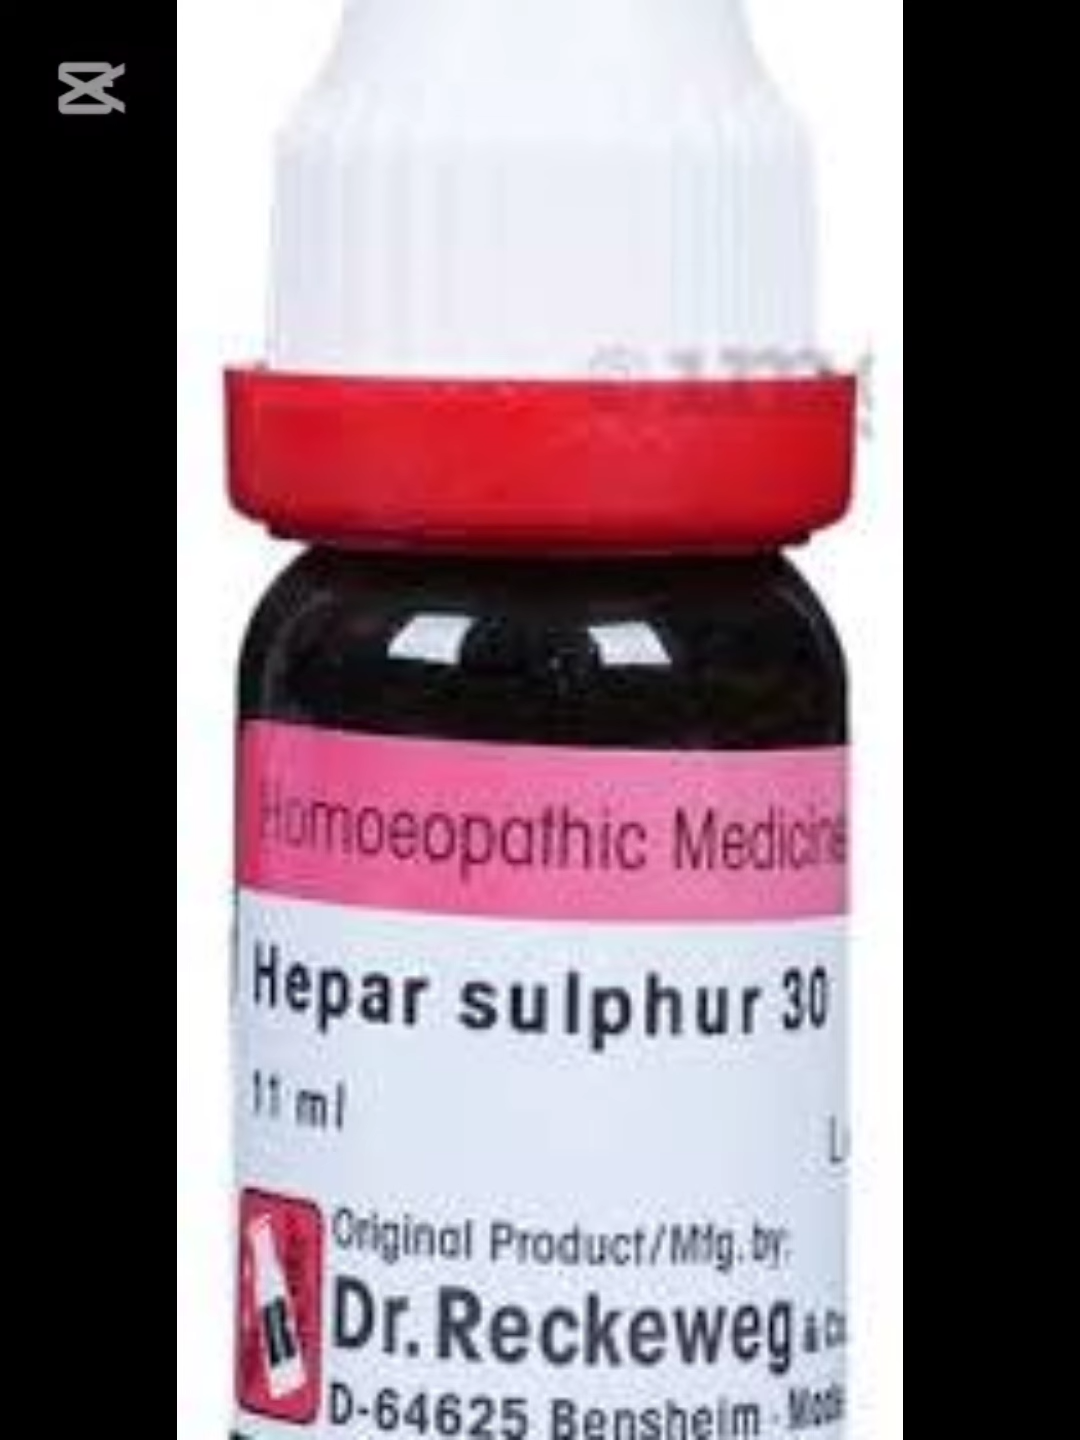 Homoeopathic Medicine
Hepar sulphur 30
11 ml
Original Product/Mfg. by:
Dr. Reckeweg
D-64625 Bensheim